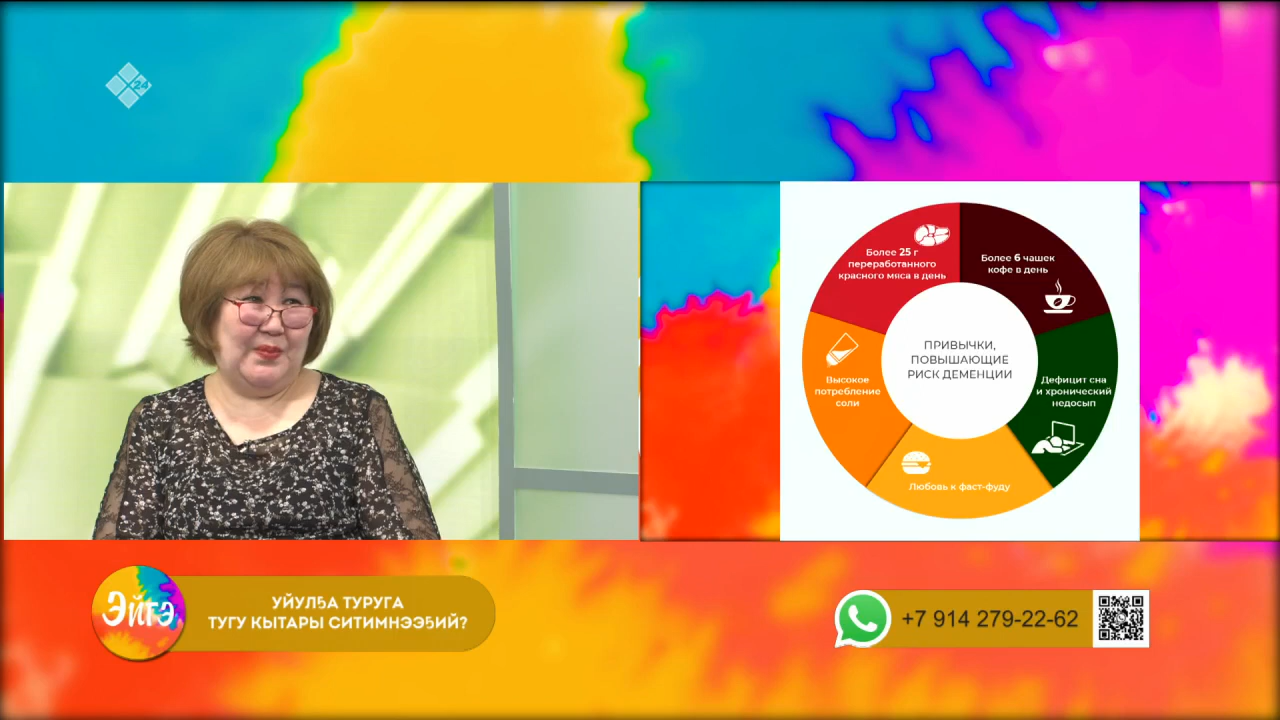 X24
Более 25 г
переработанного
красного мяса в день
Более 6 чашек
кофе в день
Высокое
потребление
соли
ПРИВЫЧКИ,
ПОВЫШАЮЩИЕ
РИСК ДЕМЕНЦИИ
Дефицит сна
и хронический
недосып
Любовь к фаст-фуду
Эйгэ
УЙУЛҔА ТУРУГА
ТУГУ КЫТАРЫ СИТИМНЭЭҔИЙ?
+7 914 279-22-62